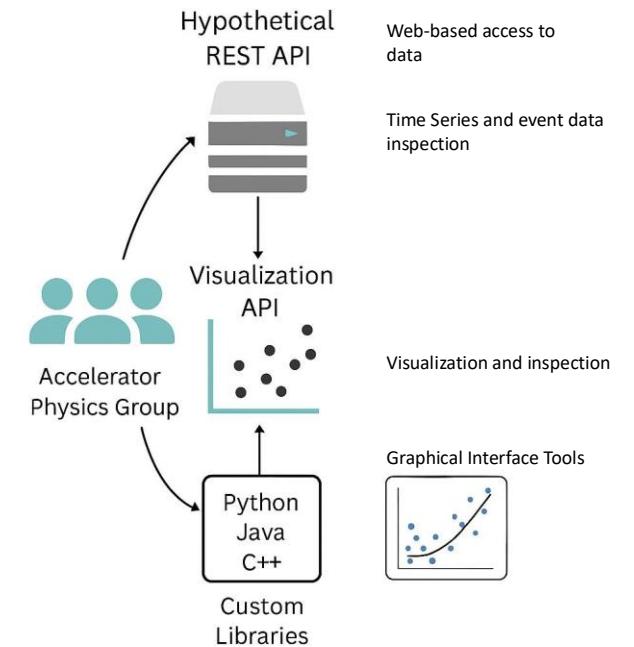 Hypothetical
REST API
Web-based access to
data
Time Series and event data
inspection
Visualization
API
Accelerator
Physics Group
Visualization and inspection
Graphical Interface Tools
Python
Java
C++
Custom
Libraries